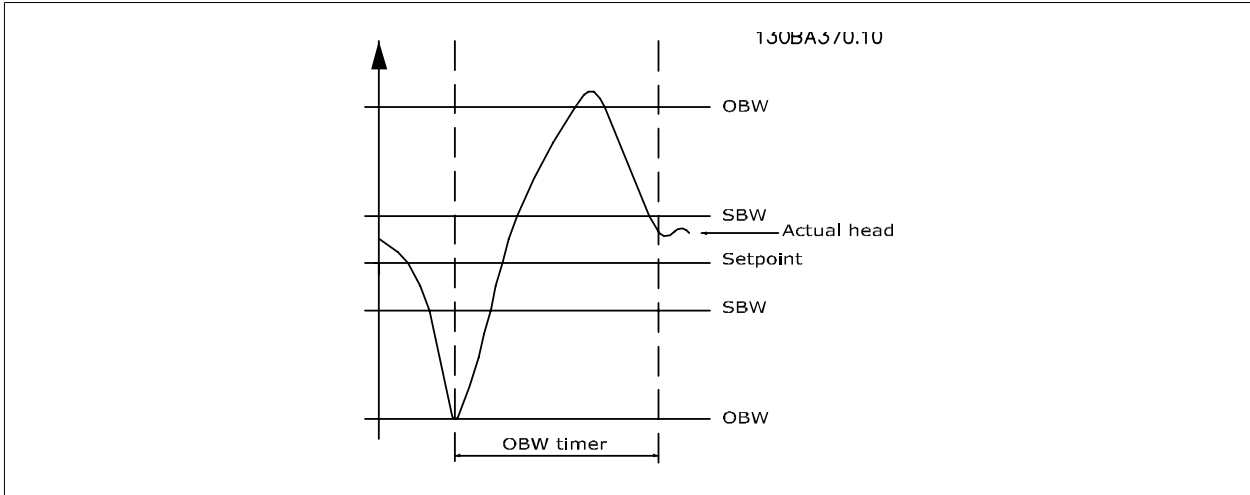 130BA370.10
OBW
SBW
Actual head
Setpoint
SBW
OBW
OBW timer